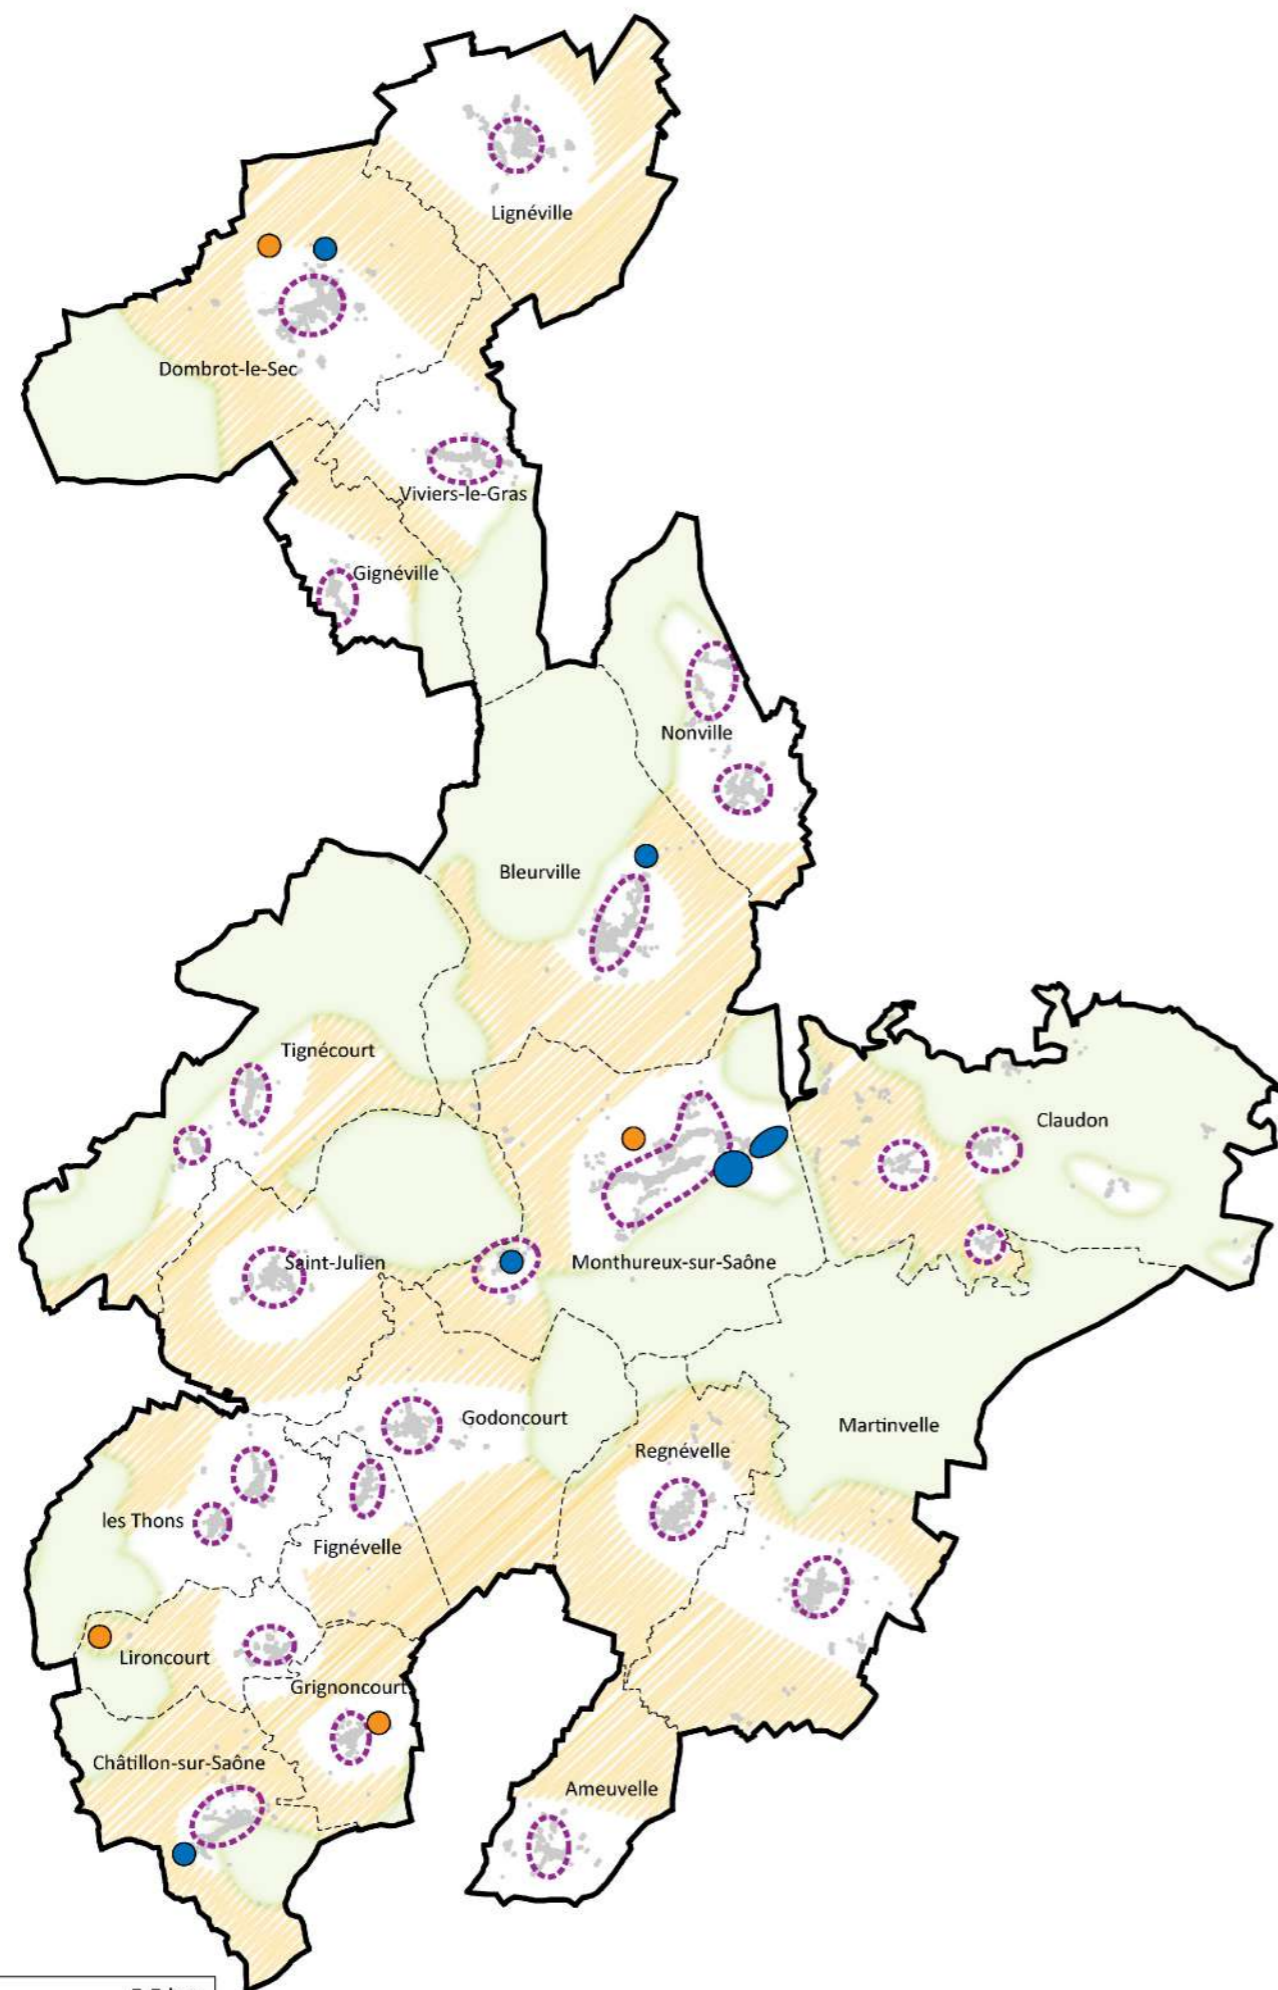 Lignéville
Dombrot-le-Sec
Viviers-le-Gras
Gignéville
Nonville
Bleurville
Tignécourt
Claudon
Saint-Julien
Monthureux-sur-Saône
Godoncourt
Martinvelle
Regnévelle
les Thons
Fignévelle
Lironcourt
Grignoncourt
Châtillon-sur-Saône
Ameuvelle